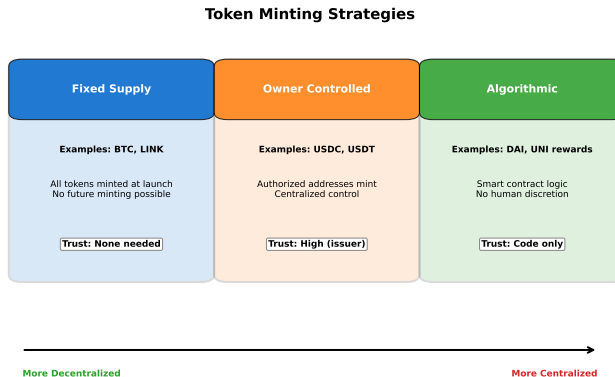 Token Minting Strategies
Fixed Supply
Examples: BTC, LINK
All tokens minted at launch
No future minting possible
Trust: None needed
Owner Controlled
Examples: USDC, USDT
Authorized addresses mint
Centralized control
Trust: High (issuer)
Algorithmic
Examples: DAI, UNI rewards
Smart contract logic
No human discretion
Trust: Code only
More Decentralized
More Centralized